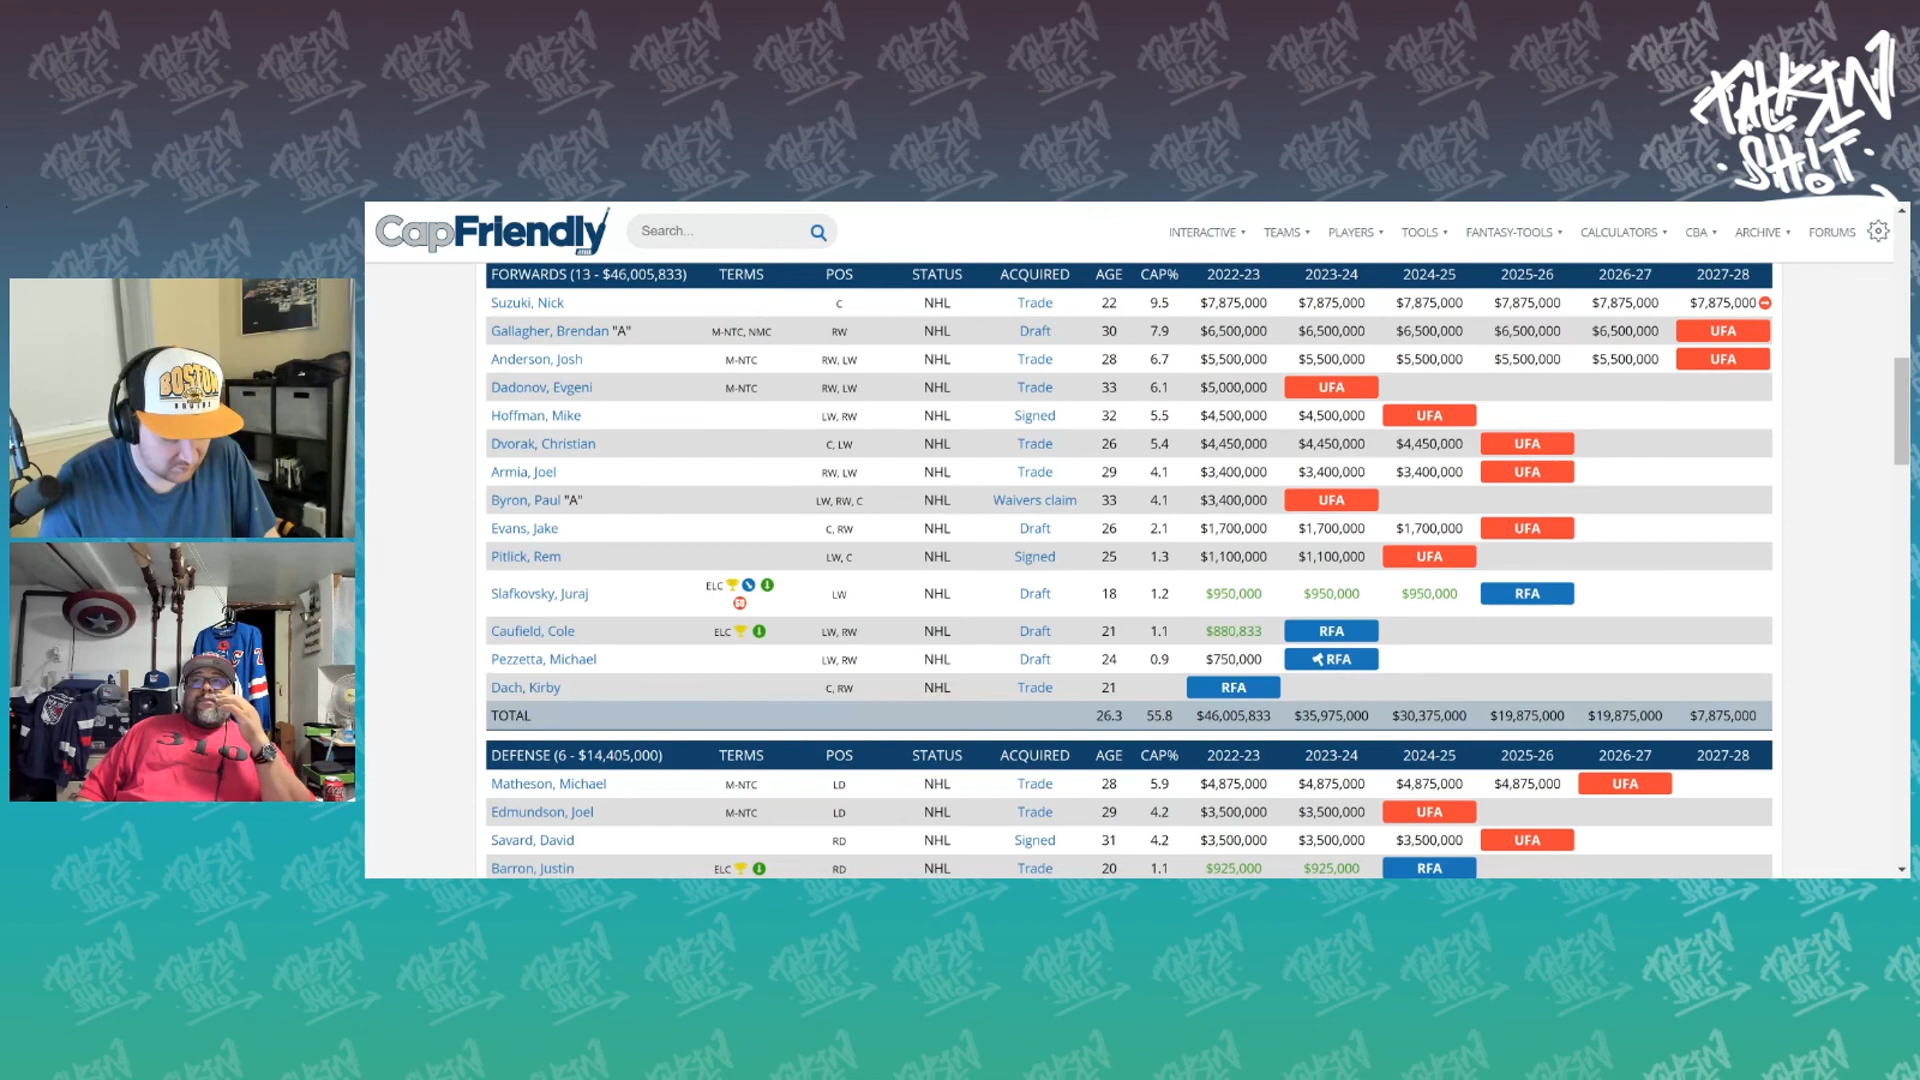 TALKIN
SH!T
CapFriendly
Search...
INTERACTIVE TEAMS PLAYERS TOOLS FANTASY-TOOLS CALCULATORS CBA ARCHIVE FORUMS
FORWARDS (13 - $46,005,833) TERMS POS STATUS ACQUIRED AGE CAP% 2022-23 2023-24 2024-25 2025-26 2026-27 2027-28
Suzuki, Nick C NHL Trade 22 9.5 $7,875,000 $7,875,000 $7,875,000 $7,875,000 $7,875,000 $7,875,000
Gallagher, Brendan "A" M-NTC, NMC RW NHL Draft 30 7.9 $6,500,000 $6,500,000 $6,500,000 $6,500,000 $6,500,000 UFA
Anderson, Josh M-NTC RW, LW NHL Trade 28 6.7 $5,500,000 $5,500,000 $5,500,000 $5,500,000 $5,500,000 UFA
Dadonov, Evgeni M-NTC RW, LW NHL Trade 33 6.1 $5,000,000 UFA
Hoffman, Mike LW, RW NHL Signed 32 5.5 $4,500,000 $4,500,000 UFA
Dvorak, Christian C, LW NHL Trade 26 5.4 $4,450,000 $4,450,000 $4,450,000 UFA
Armia, Joel RW, LW NHL Trade 29 4.1 $3,400,000 $3,400,000 $3,400,000 UFA
Byron, Paul "A" LW, RW, C NHL Waivers claim 33 4.1 $3,400,000 UFA
Evans, Jake C, RW NHL Draft 26 2.1 $1,700,000 $1,700,000 $1,700,000 UFA
Pitlick, Rem LW, C NHL Signed 25 1.3 $1,100,000 $1,100,000 UFA
Slafkovsky, Juraj ELC LW NHL Draft 18 1.2 $950,000 $950,000 $950,000 RFA
Caufield, Cole ELC LW, RW NHL Draft 21 1.1 $880,833 RFA
Pezzetta, Michael LW, RW NHL Draft 24 0.9 $750,000 RFA
Dach, Kirby C, RW NHL Trade 21 RFA
TOTAL 26.3 55.8 $46,005,833 $35,975,000 $30,375,000 $19,875,000 $19,875,000 $7,875,000
DEFENSE (6 - $14,405,000) TERMS POS STATUS ACQUIRED AGE CAP% 2022-23 2023-24 2024-25 2025-26 2026-27 2027-28
Matheson, Michael M-NTC LD NHL Trade 28 5.9 $4,875,000 $4,875,000 $4,875,000 $4,875,000 UFA
Edmundson, Joel M-NTC LD NHL Trade 29 4.2 $3,500,000 $3,500,000 UFA
Savard, David RD NHL Signed 31 4.2 $3,500,000 $3,500,000 $3,500,000 UFA
Barron, Justin ELC RD NHL Trade 20 1.1 $925,000 $925,000 RFA
BOSTON